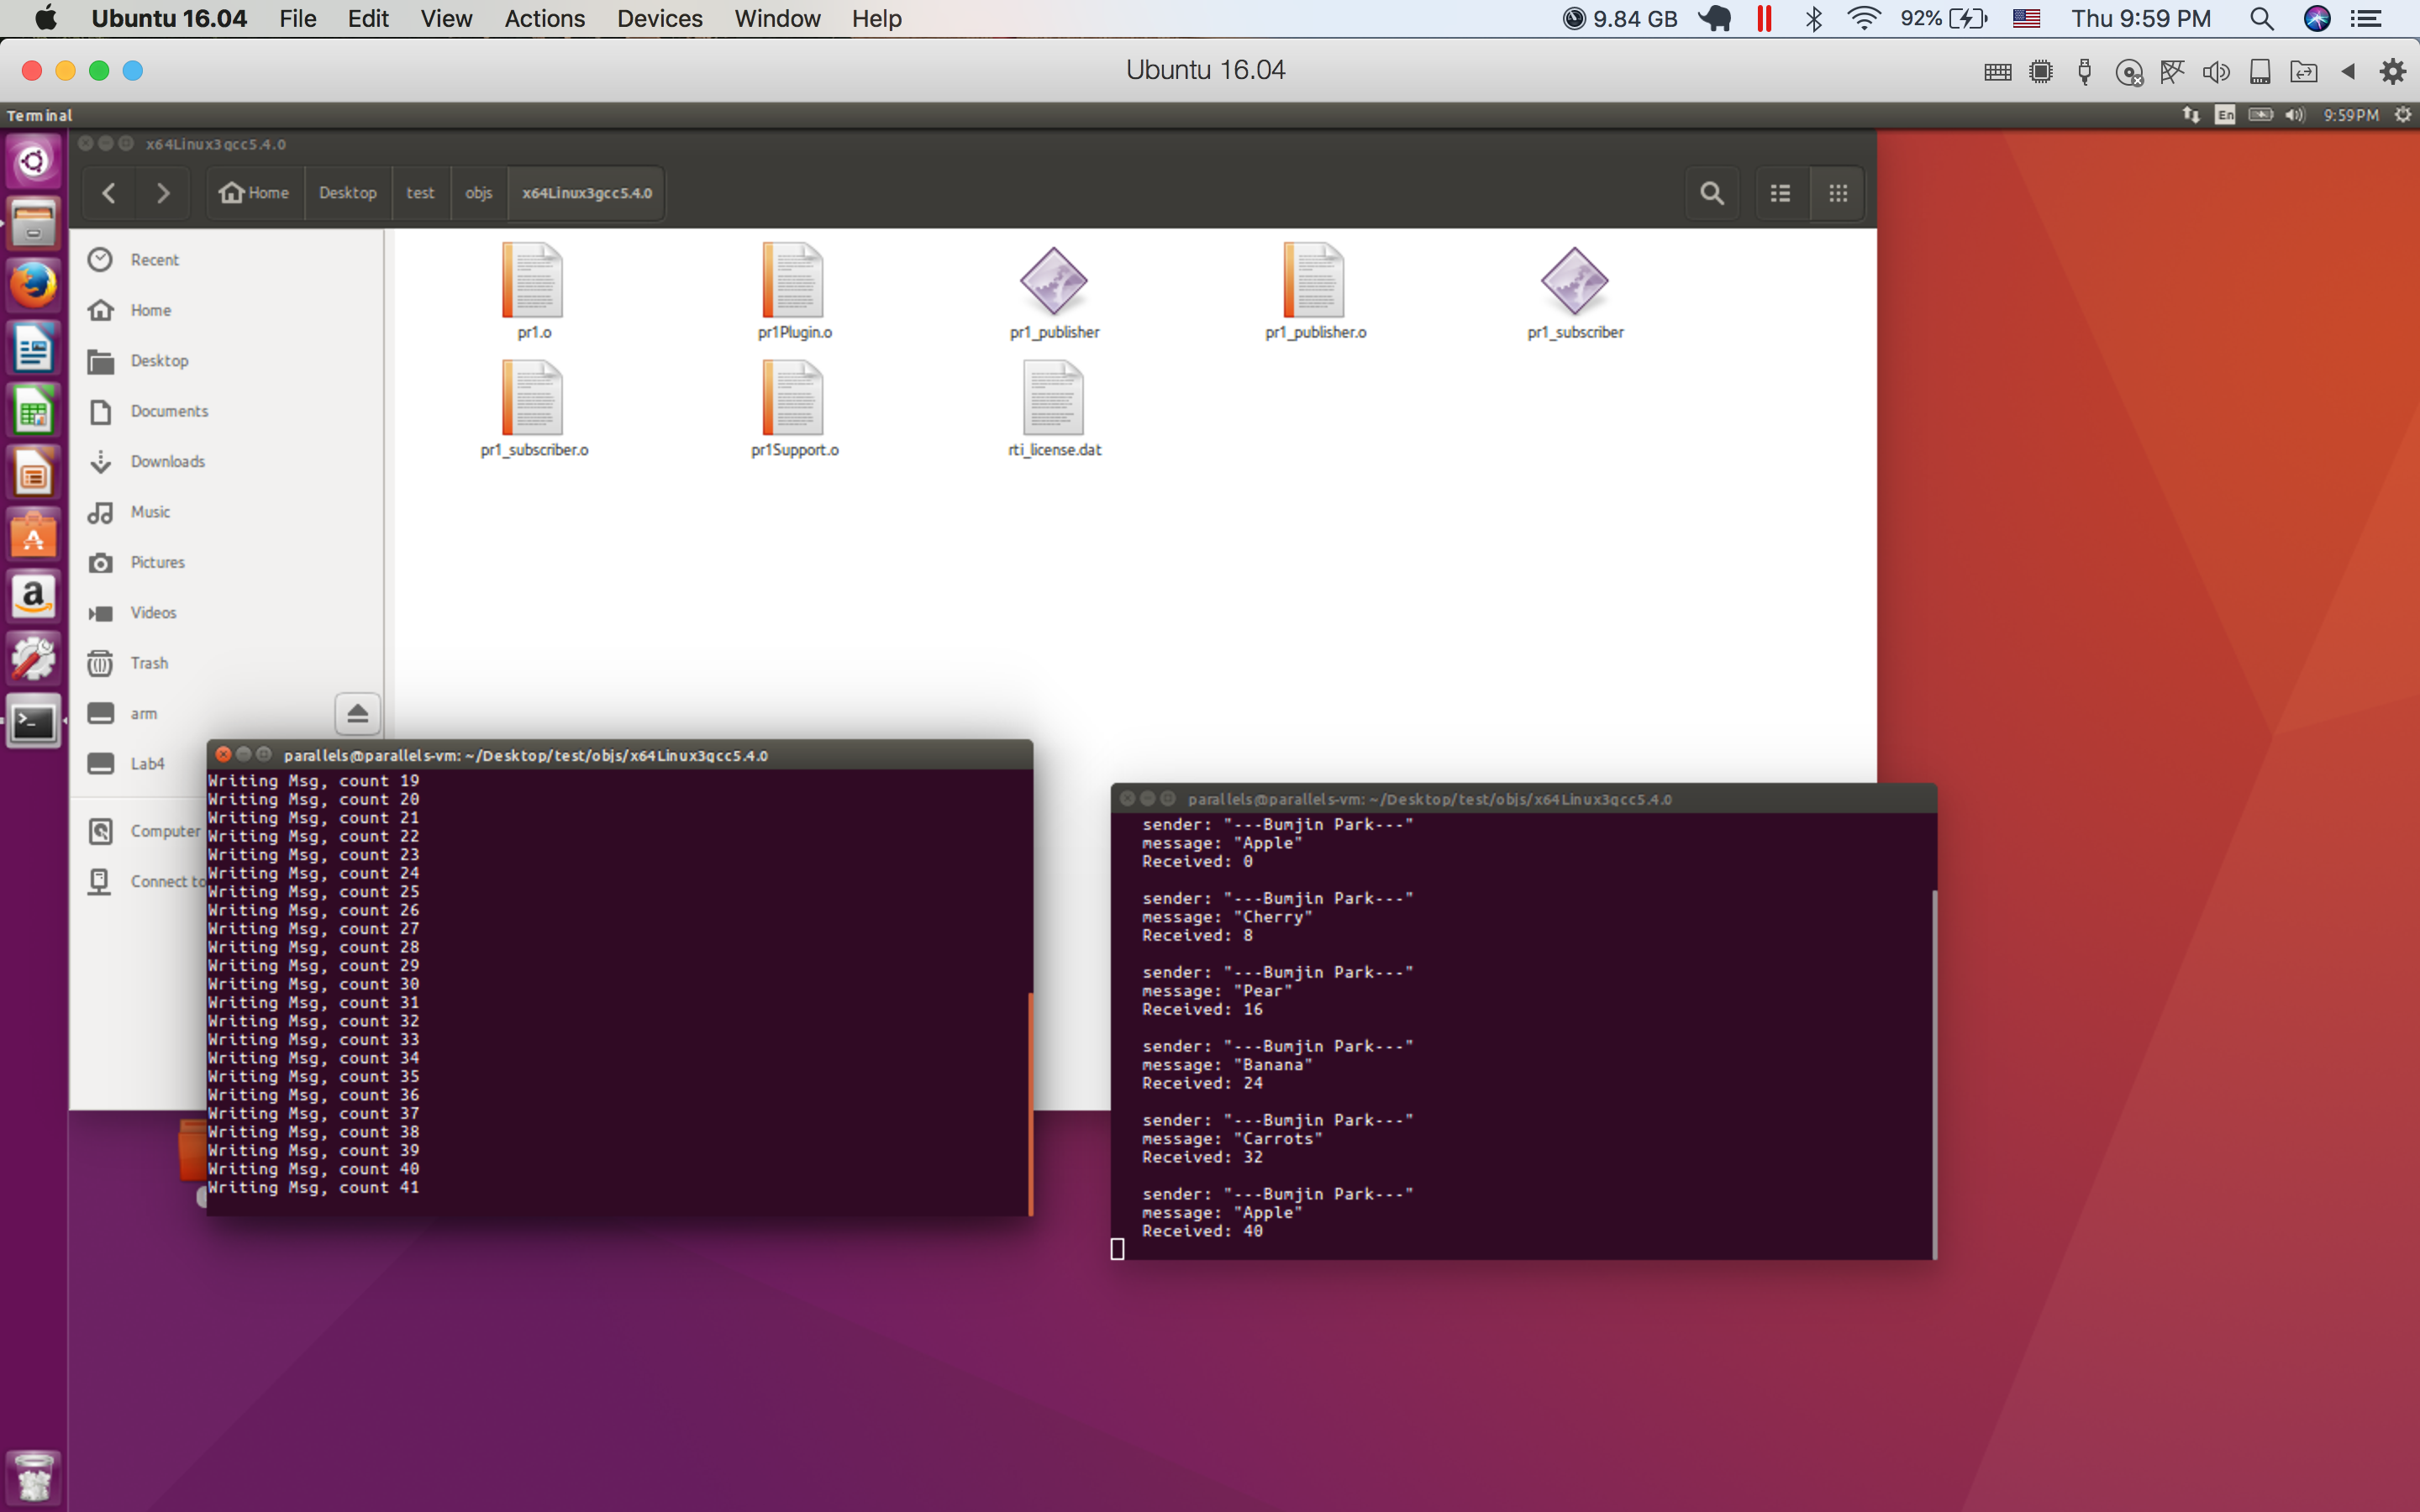 Ubuntu 16.04 File Edit View Actions Devices Window Help 9.84 GB 92% Thu 9:59 PM
Ubuntu 16.04
Terminal En 9:59 PM
x64Linux3gcc5.4.0
Home Desktop test objs x64Linux3gcc5.4.0
Recent
Home
Desktop
Documents
Downloads
Music
Pictures
Videos
Trash
arm
Lab4
Computer
Connect to
pr1.o pr1Plugin.o pr1_publisher pr1_publisher.o pr1_subscriber
pr1_subscriber.o pr1Support.o rti_license.dat
parallels@parallels-vm: ~/Desktop/test/objs/x64Linux3gcc5.4.0
Writing Msg, count 19
Writing Msg, count 20
Writing Msg, count 21
Writing Msg, count 22
Writing Msg, count 23
Writing Msg, count 24
Writing Msg, count 25
Writing Msg, count 26
Writing Msg, count 27
Writing Msg, count 28
Writing Msg, count 29
Writing Msg, count 30
Writing Msg, count 31
Writing Msg, count 32
Writing Msg, count 33
Writing Msg, count 34
Writing Msg, count 35
Writing Msg, count 36
Writing Msg, count 37
Writing Msg, count 38
Writing Msg, count 39
Writing Msg, count 40
Writing Msg, count 41
parallels@parallels-vm: ~/Desktop/test/objs/x64Linux3gcc5.4.0
sender: "---Bumjin Park---"
message: "Apple"
Received: 0
sender: "---Bumjin Park---"
message: "Cherry"
Received: 8
sender: "---Bumjin Park---"
message: "Pear"
Received: 16
sender: "---Bumjin Park---"
message: "Banana"
Received: 24
sender: "---Bumjin Park---"
message: "Carrots"
Received: 32
sender: "---Bumjin Park---"
message: "Apple"
Received: 40